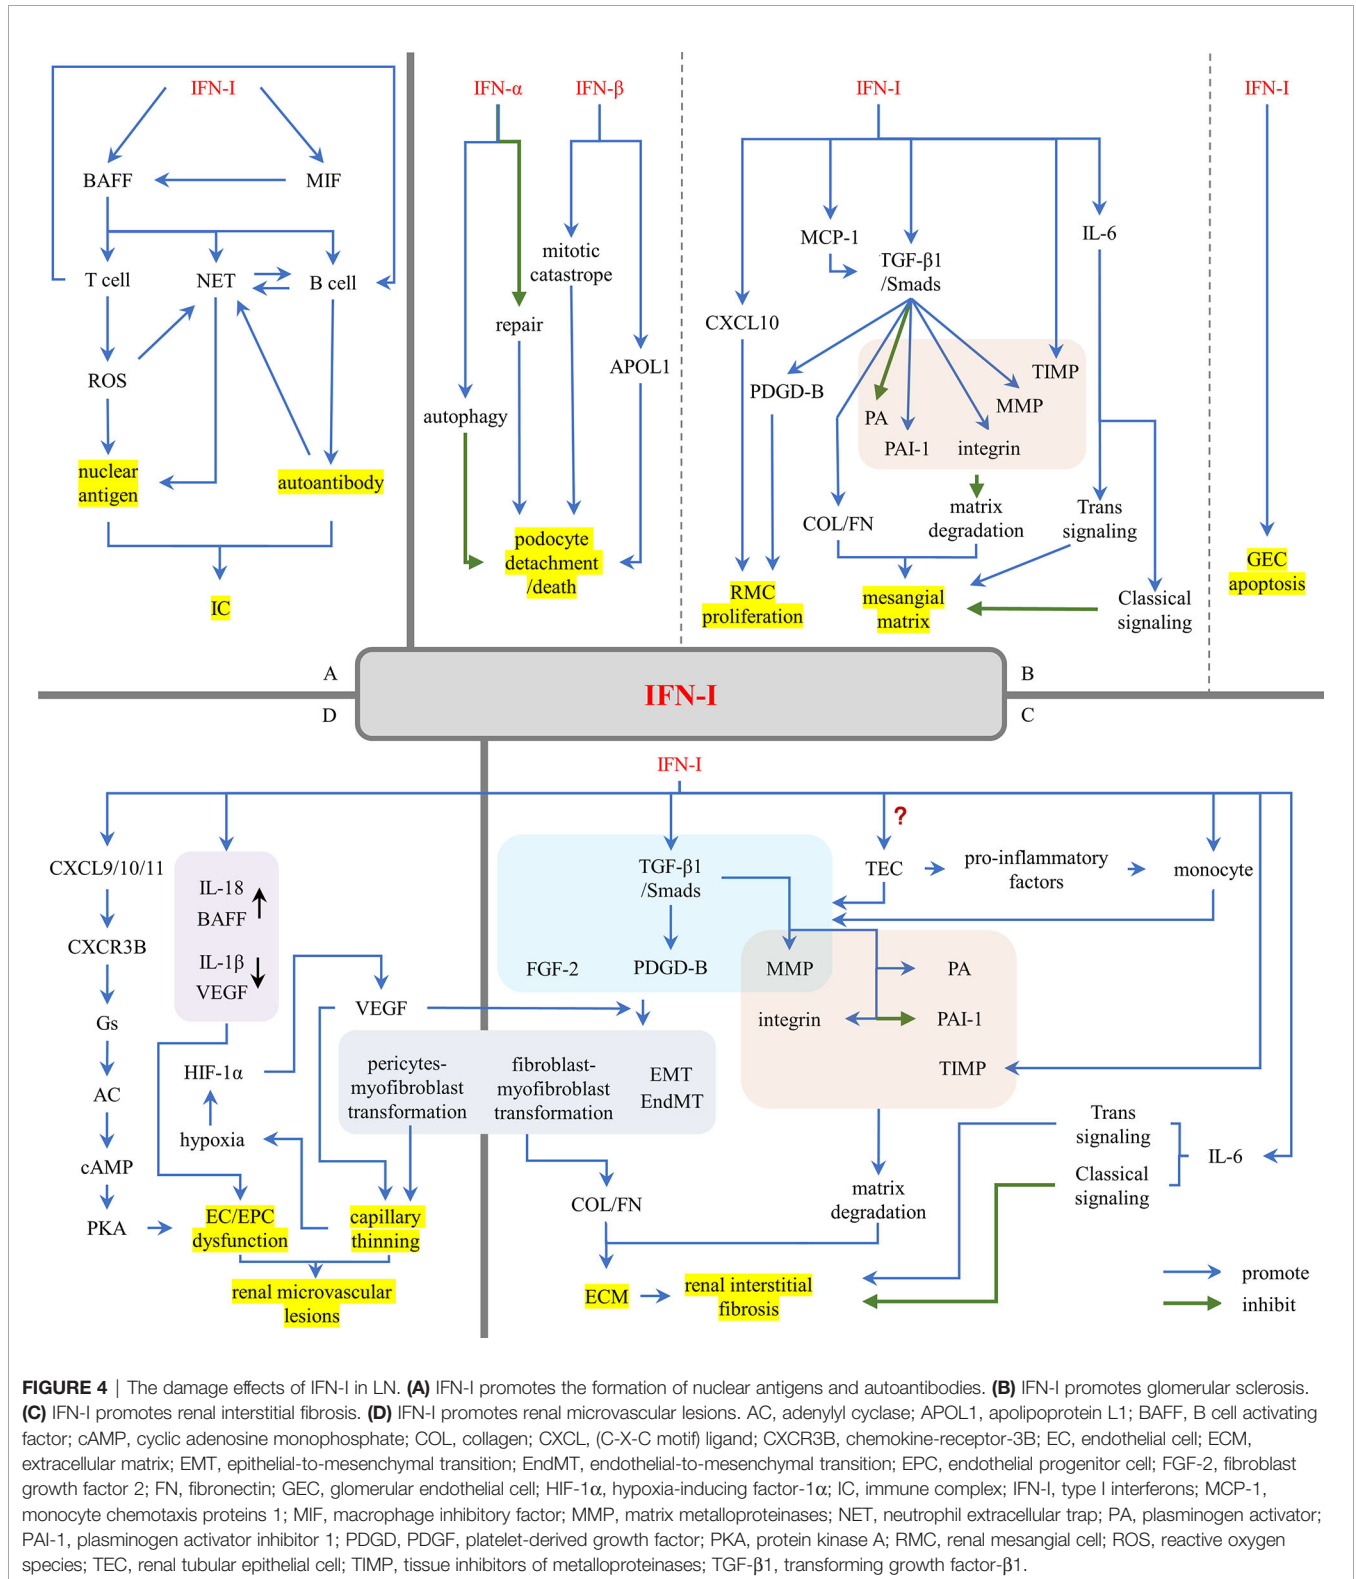 IFN-I
BAFF
MIF
T cell
NET
B cell
ROS
nuclear
antigen
autoantibody
IC
IFN-α
IFN-β
mitotic
catastrope
repair
APOL1
autophagy
podocyte
detachment
/death
IFN-I
MCP-1
IL-6
TGF-β1
/Smads
CXCL10
TIMP
PDGD-B
MMP
PA
PAI-1
integrin
COL/FN
matrix
degradation
Trans
signaling
RMC
proliferation
mesangial
matrix
Classical
signaling
IFN-I
GEC
apoptosis
A
B
IFN-I
D
C
IFN-I
?
CXCL9/10/11
IL-18
BAFF
IL-1β
VEGF
CXCR3B
Gs
AC
cAMP
PKA
HIF-1α
hypoxia
VEGF
EC/EPC
dysfunction
capillary
thinning
renal microvascular
lesions
TGF-β1
/Smads
TEC
pro-inflammatory
factors
monocyte
FGF-2
PDGD-B
MMP
PA
integrin
PAI-1
TIMP
pericytes-
myofibroblast
transformation
fibroblast-
myofibroblast
transformation
EMT
EndMT
Trans
signaling
Classical
signaling
IL-6
COL/FN
matrix
degradation
ECM
renal interstitial
fibrosis
promote
inhibit
FIGURE 4 | The damage effects of IFN-I in LN. (A) IFN-I promotes the formation of nuclear antigens and autoantibodies. (B) IFN-I promotes glomerular sclerosis.
(C) IFN-I promotes renal interstitial fibrosis. (D) IFN-I promotes renal microvascular lesions. AC, adenylyl cyclase; APOL1, apolipoprotein L1; BAFF, B cell activating
factor; cAMP, cyclic adenosine monophosphate; COL, collagen; CXCL, (C-X-C motif) ligand; CXCR3B, chemokine-receptor-3B; EC, endothelial cell; ECM,
extracellular matrix; EMT, epithelial-to-mesenchymal transition; EndMT, endothelial-to-mesenchymal transition; EPC, endothelial progenitor cell; FGF-2, fibroblast
growth factor 2; FN, fibronectin; GEC, glomerular endothelial cell; HIF-1α, hypoxia-inducing factor-1α; IC, immune complex; IFN-I, type I interferons; MCP-1,
monocyte chemotaxis proteins 1; MIF, macrophage inhibitory factor; MMP, matrix metalloproteinases; NET, neutrophil extracellular trap; PA, plasminogen activator;
PAI-1, plasminogen activator inhibitor 1; PDGD, PDGF, platelet-derived growth factor; PKA, protein kinase A; RMC, renal mesangial cell; ROS, reactive oxygen
species; TEC, renal tubular epithelial cell; TIMP, tissue inhibitors of metalloproteinases; TGF-β1, transforming growth factor-β1.